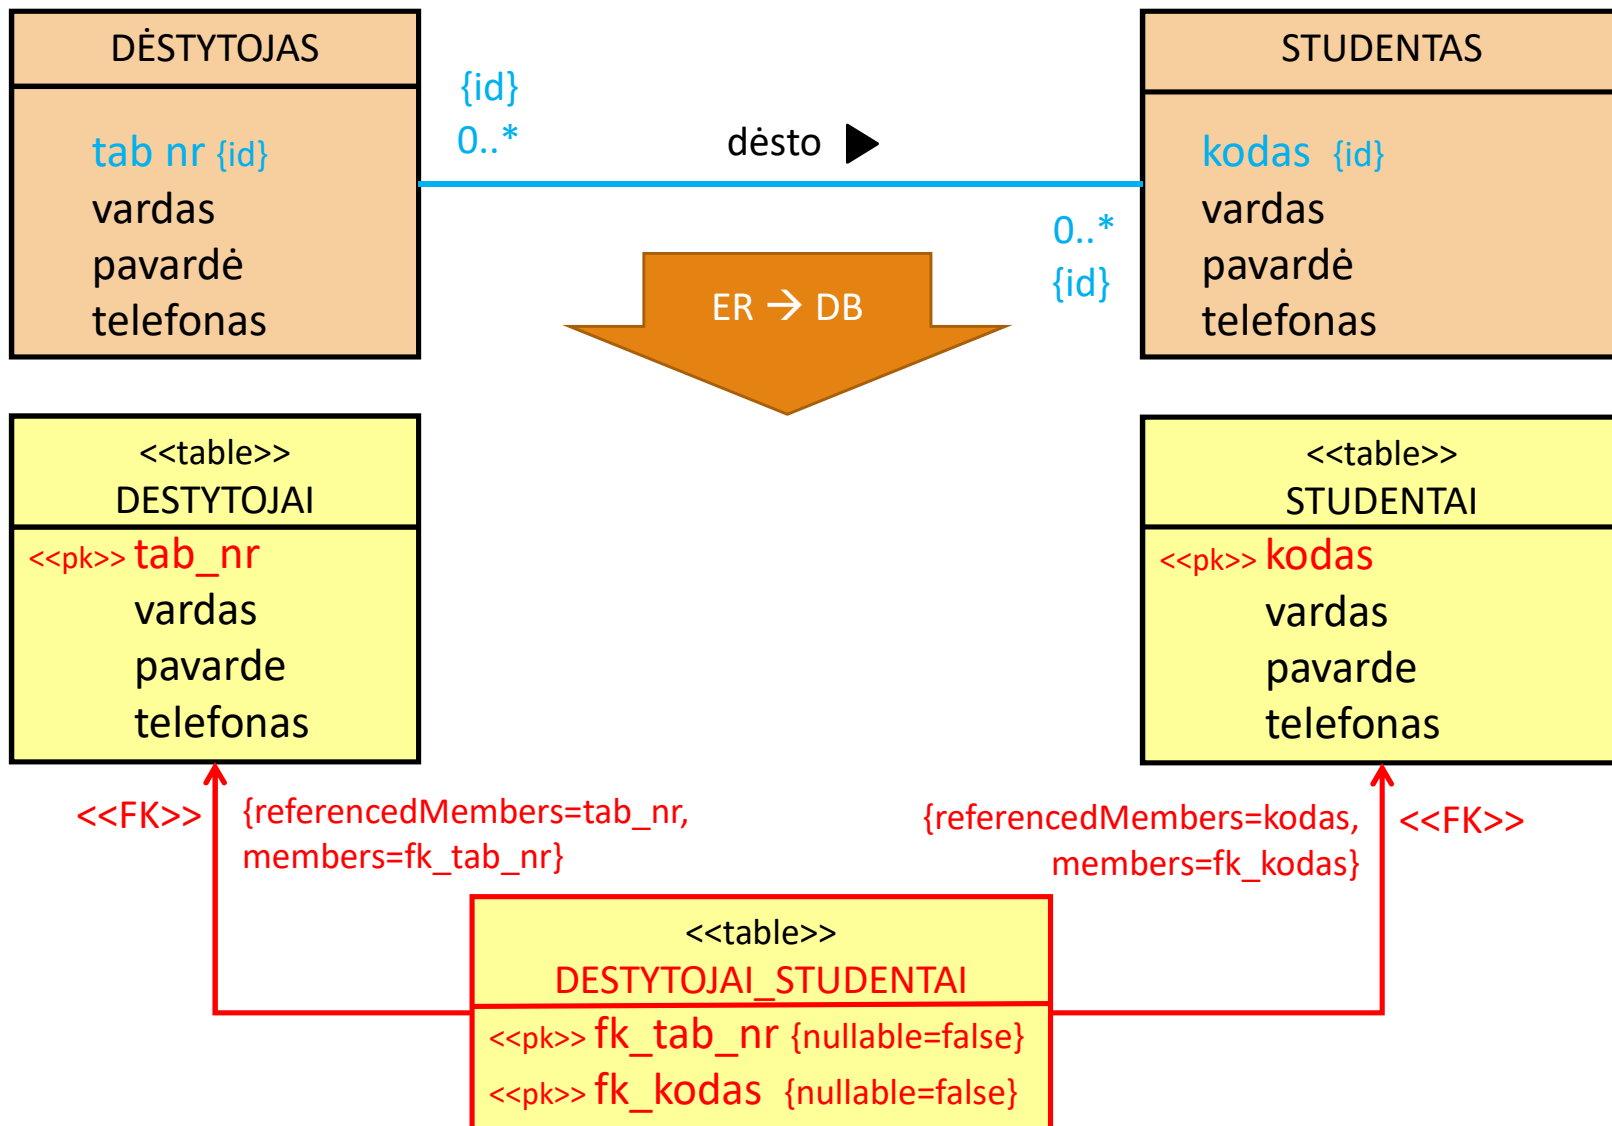 DĖSTYTOJAS
tab nr {id}
vardas
pavardė
telefonas
{id}
0..*
dėsto
0..*
{id}
STUDENTAS
kodas {id}
vardas
pavardė
telefonas
ER → DB
<<table>>
DESTYTOJAI
<<pk>> tab_nr
vardas
pavarde
telefonas
<<table>>
STUDENTAI
<<pk>> kodas
vardas
pavarde
telefonas
<<FK>>
{referencedMembers=tab_nr,
members=fk_tab_nr}
{referencedMembers=kodas,
members=fk_kodas}
<<FK>>
<<table>>
DESTYTOJAI_STUDENTAI
<<pk>> fk_tab_nr {nullable=false}
<<pk>> fk_kodas {nullable=false}